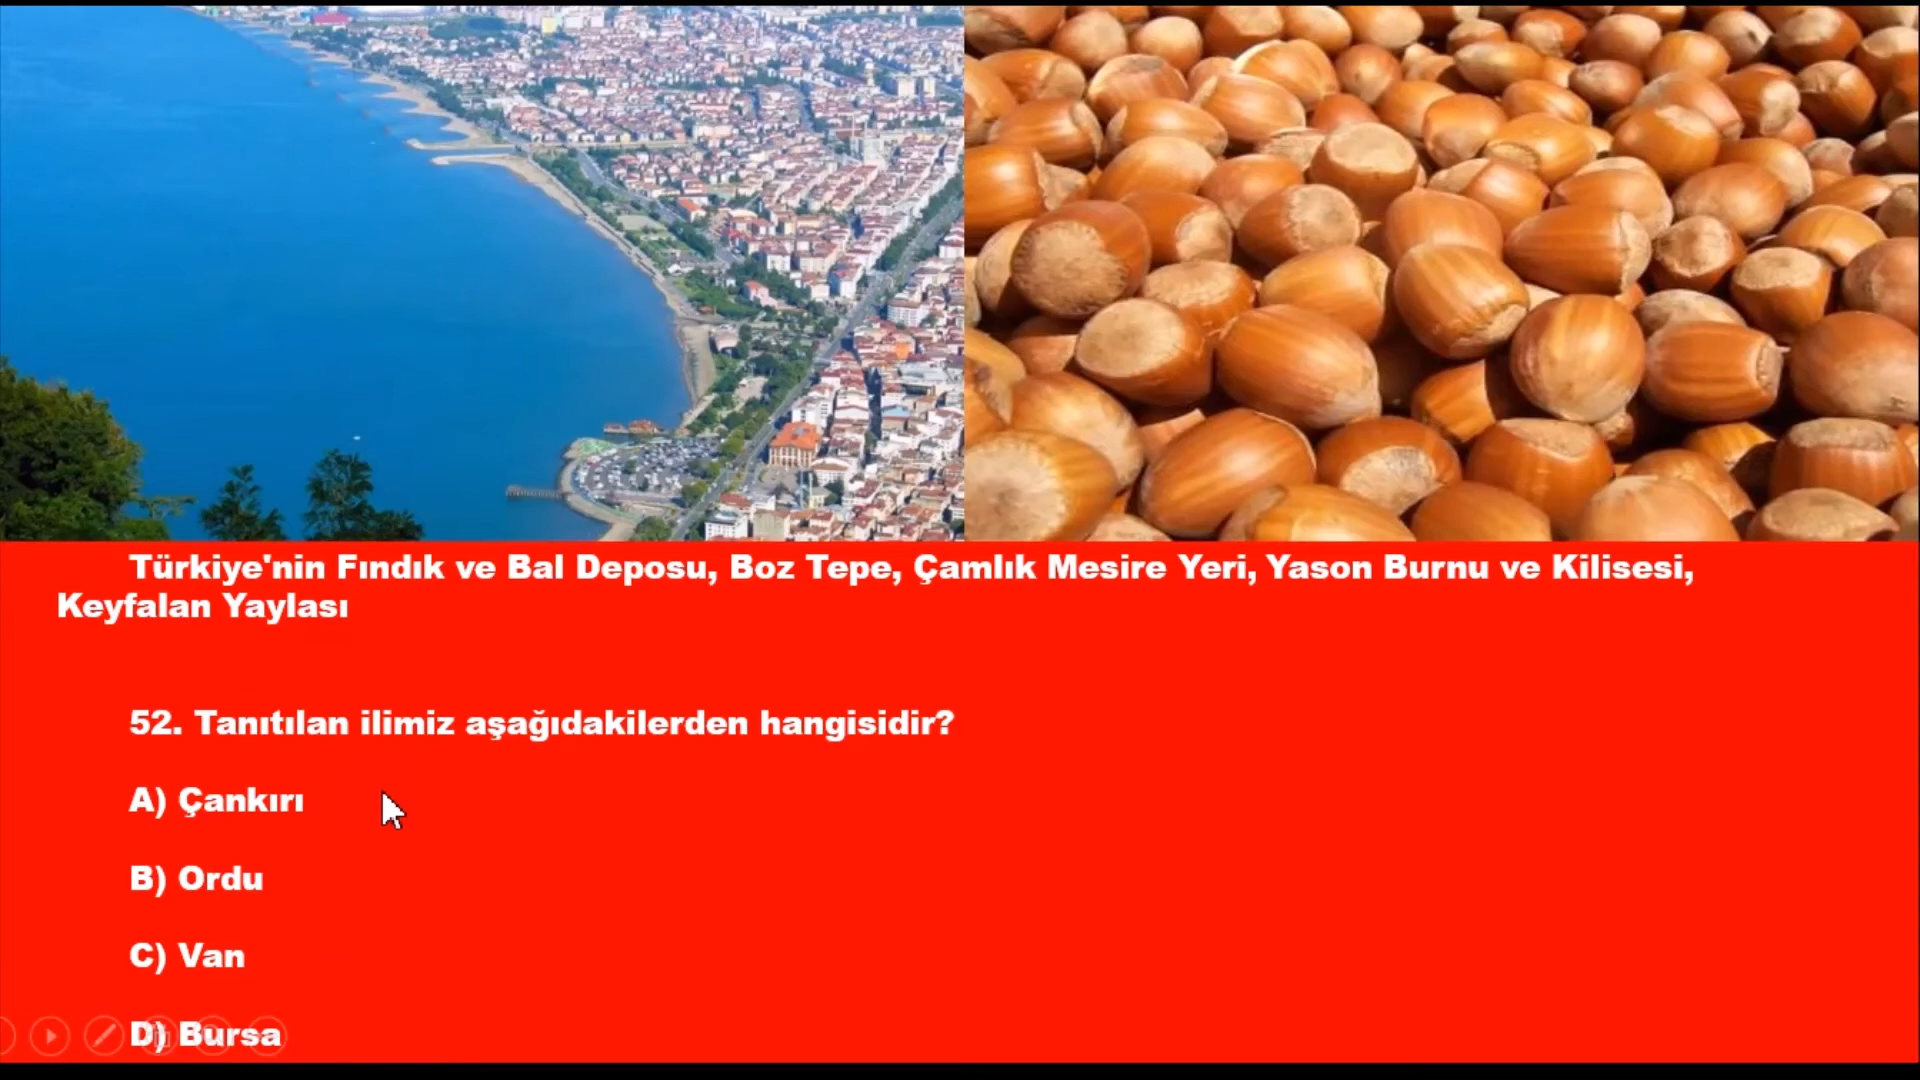 Türkiye'nin Fındık ve Bal Deposu, Boz Tepe, Çamlık Mesire Yeri, Yason Burnu ve Kilisesi,
Keyfalan Yaylası
52. Tanıtılan ilimiz aşağıdakilerden hangisidir?
A) Çankırı
B) Ordu
C) Van
D) Bursa